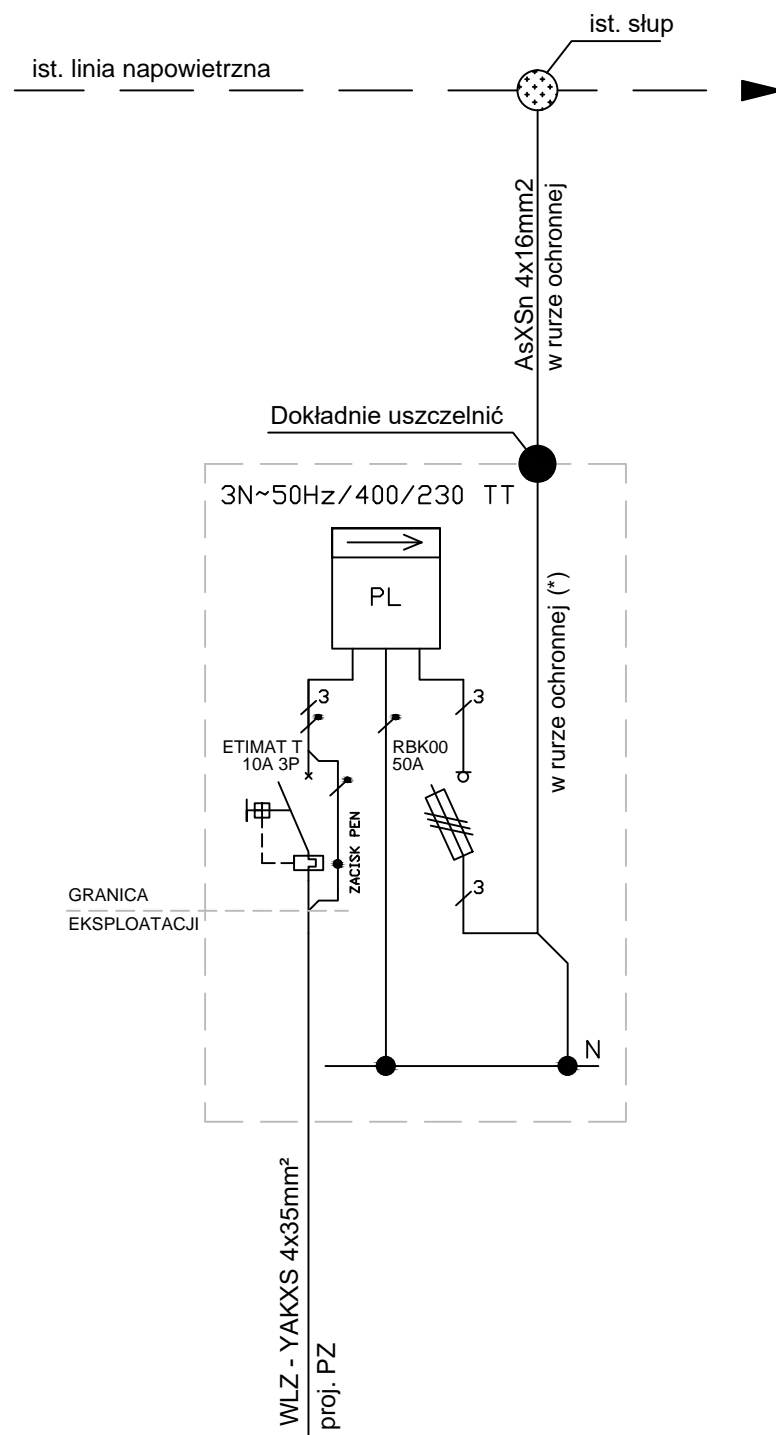 ist. słup
ist. linia napowietrzna
AsXSn 4x16mm2
w rurze ochronnej
Dokładnie uszczelnić
3N~50Hz/400/230 TT
PL
w rurze ochronnej (*)
3
3
ETIMAT T
10A 3P
RBK00
50A
ZACISK PEN
3
GRANICA
EKSPLOATACJI
N
WLZ - YAKXS 4x35mm²
proj. PZ